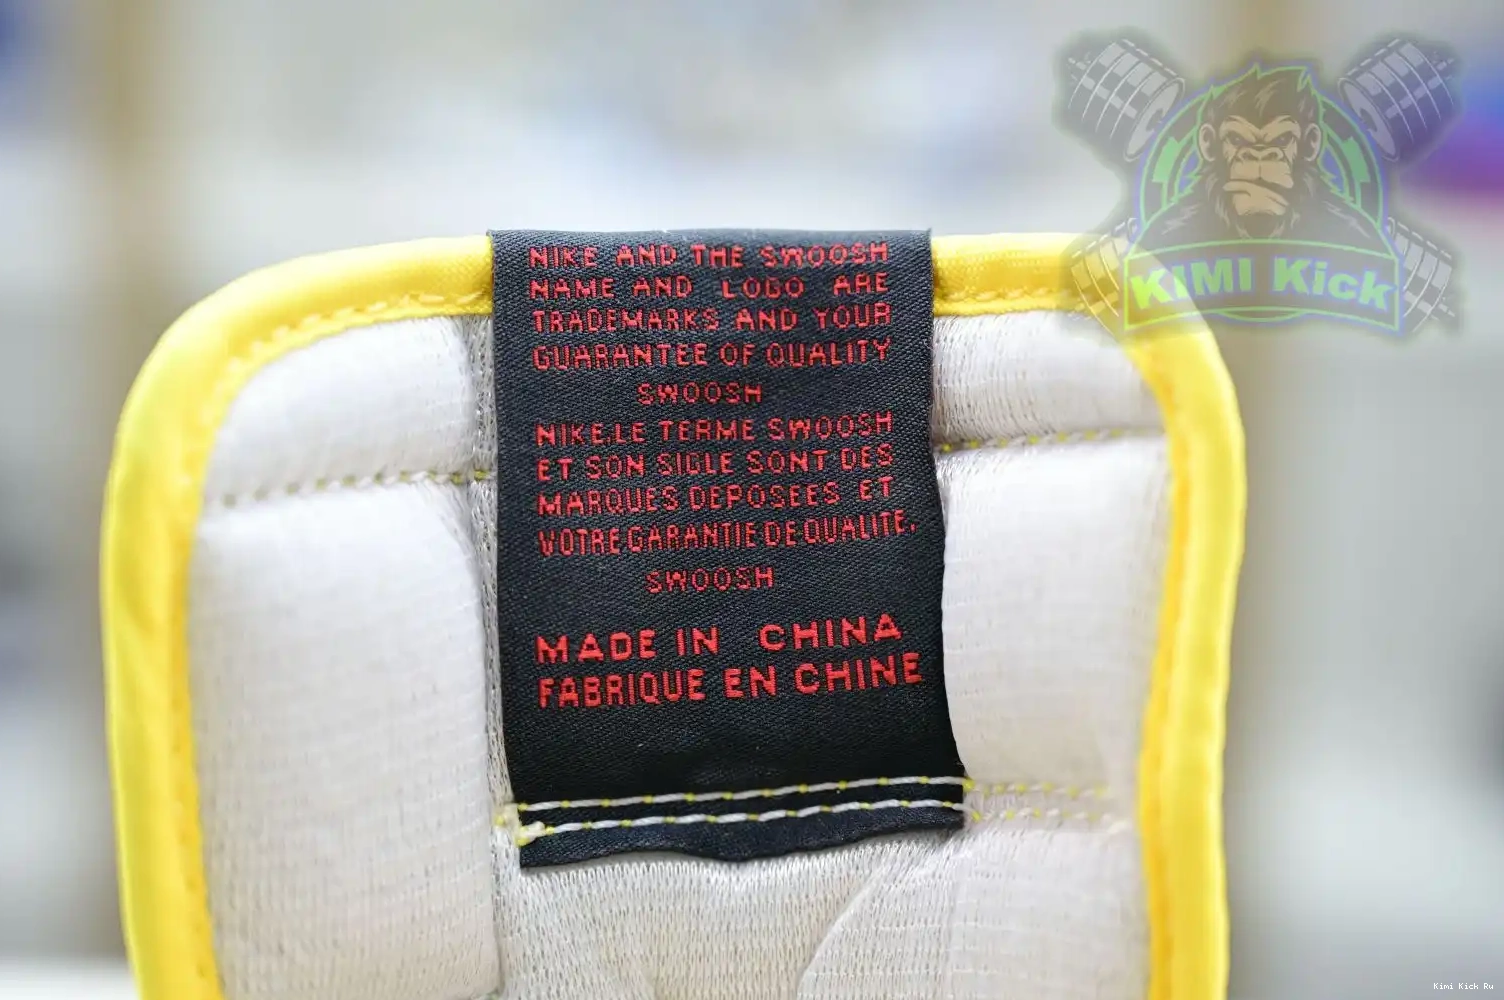 NIKE AND THE SWOOSH
NAME AND LOGO ARE
TRADEMARKS AND YOUR
GUARANTEE OF QUALITY
SWOOSH
NIKE,LE TERME SWOOSH
ET SON SIGLE SONT DES
MARQUES DEPOSEES ET
VOTRE GARANTIE DE QUALITE.
SWOOSH
MADE IN CHINA
FABRIQUE EN CHINE
KIMI Kick
Kimi Kick Ru